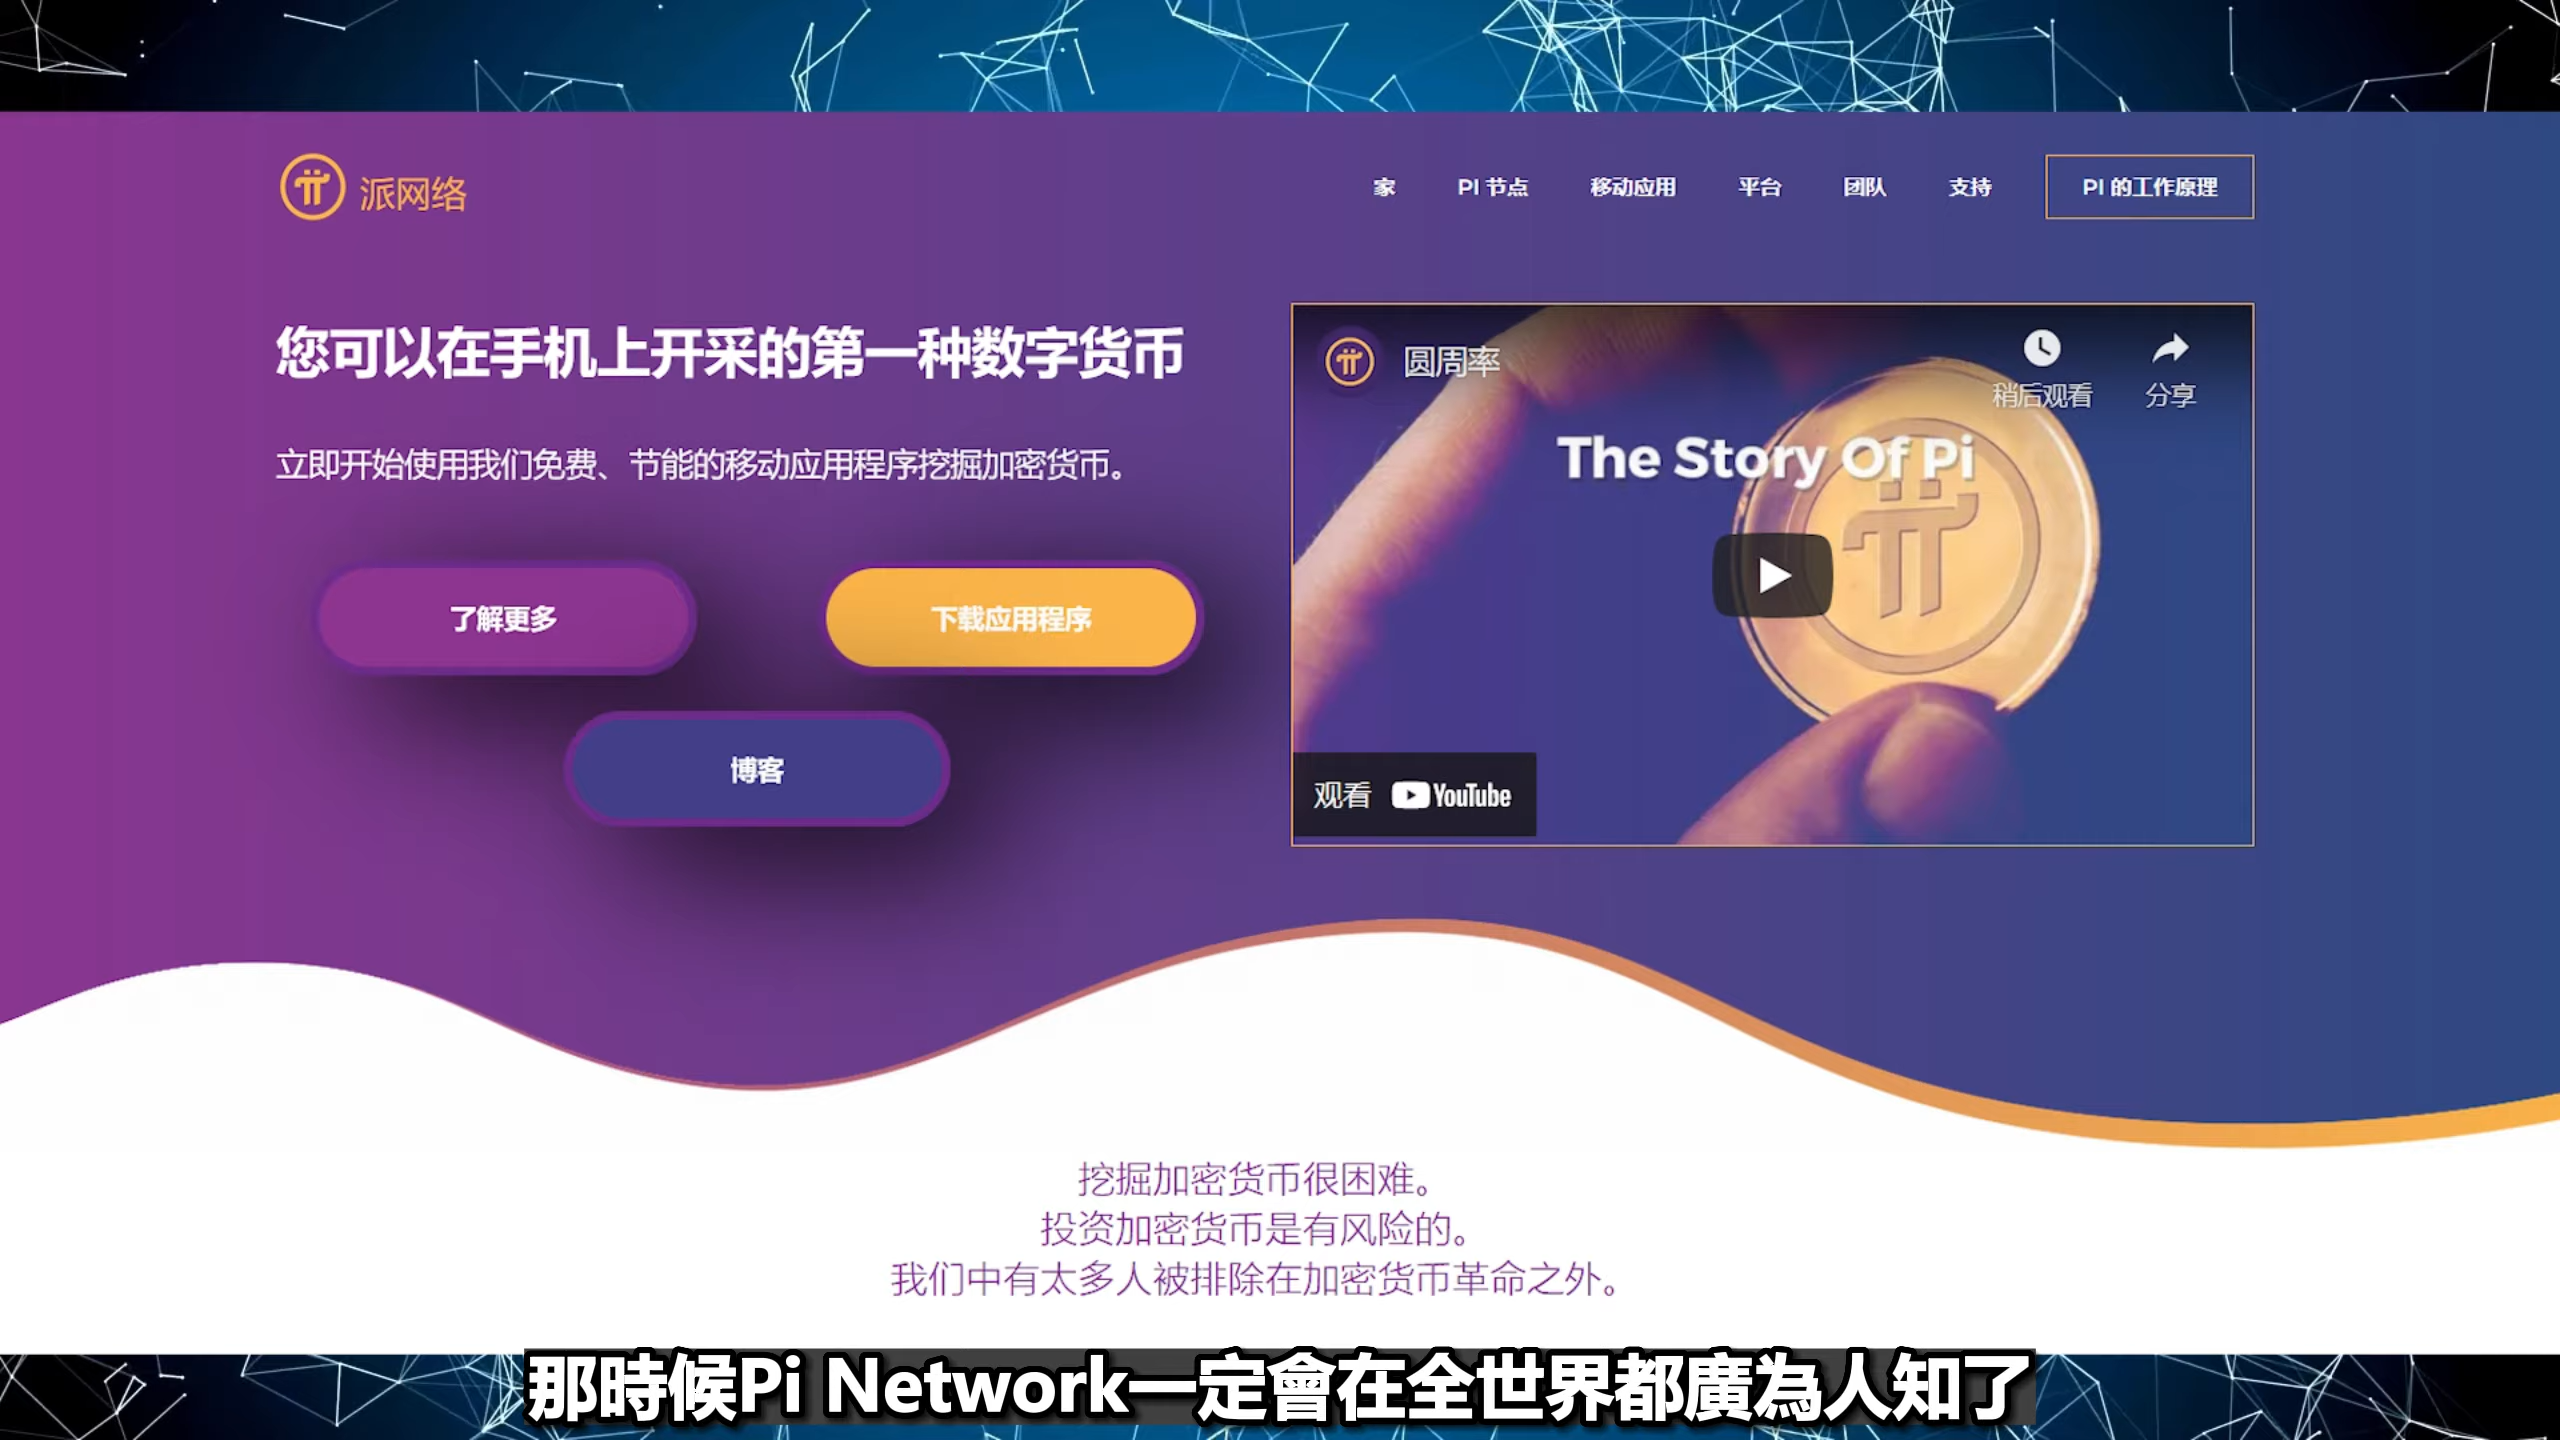 派网络
家
PI 节点
移动应用
平台
团队
支持
PI 的工作原理
您可以在手机上开采的第一种数字货币
立即开始使用我们免费、节能的移动应用程序挖掘加密货币。
了解更多
下载应用程序
博客
圆周率
稍后观看
分享
The Story Of Pi
观看 YouTube
挖掘加密货币很困难。
投资加密货币是有风险的。
我们中有太多人被排除在加密货币革命之外。
那時候Pi Network一定會在全世界都廣為人知了